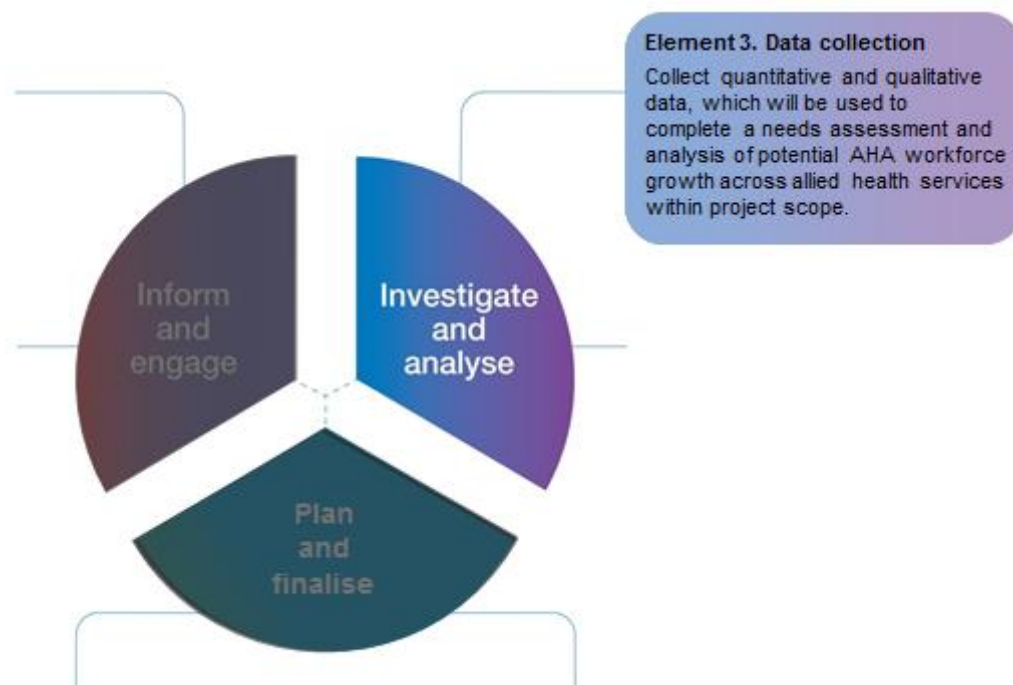 Element 3. Data collection
Collect quantitative and qualitative
data, which will be used to
complete a needs assessment and
analysis of potential AHA workforce
growth across allied health services
within project scope.
Inform
and
engage
Investigate
and
analyse
Plan
and
finalise